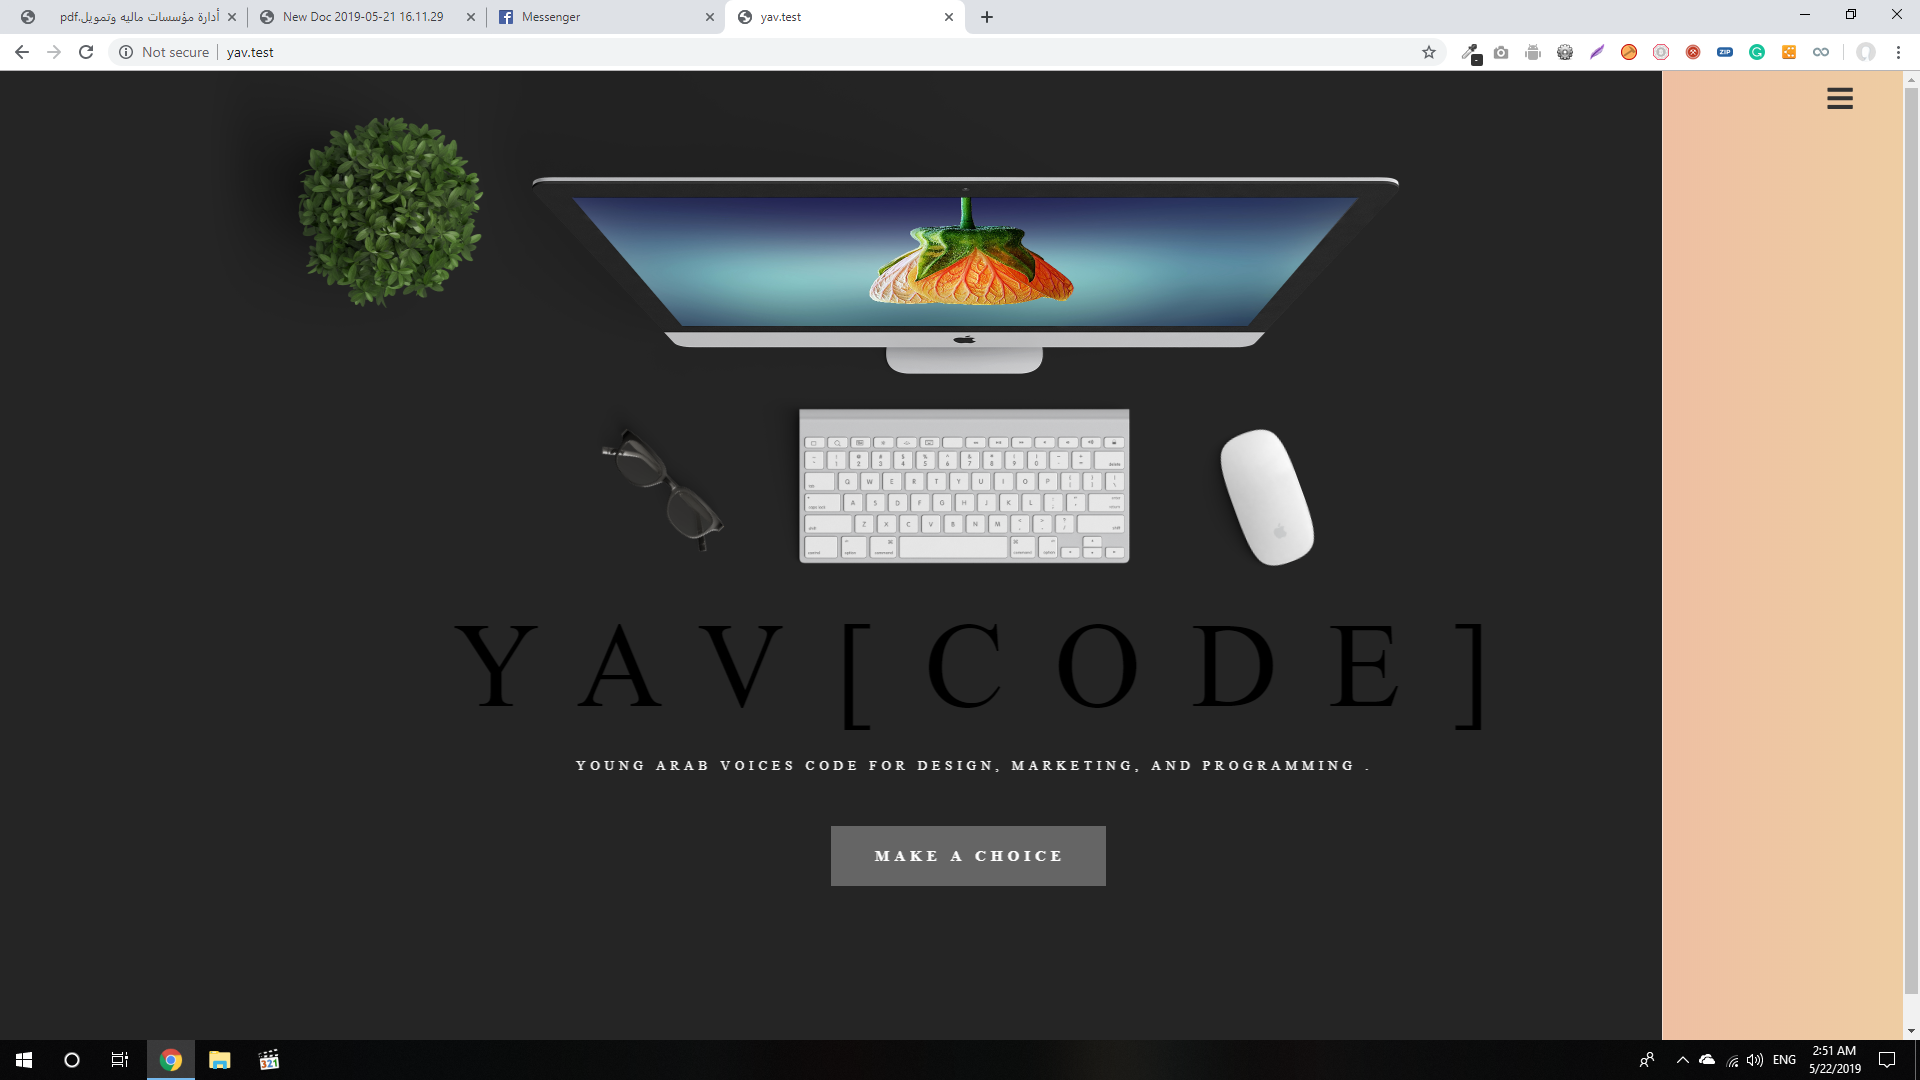 أدارة مؤسسات ماليه وتمويل.pdf
New Doc 2019-05-21 16.11.29
Messenger
yav.test
Not secure
yav.test
ZIP
YAV[CODE]
YOUNG ARAB VOICES CODE FOR DESIGN, MARKETING, AND PROGRAMMING .
MAKE A CHOICE
321
ENG
2:51 AM
5/22/2019